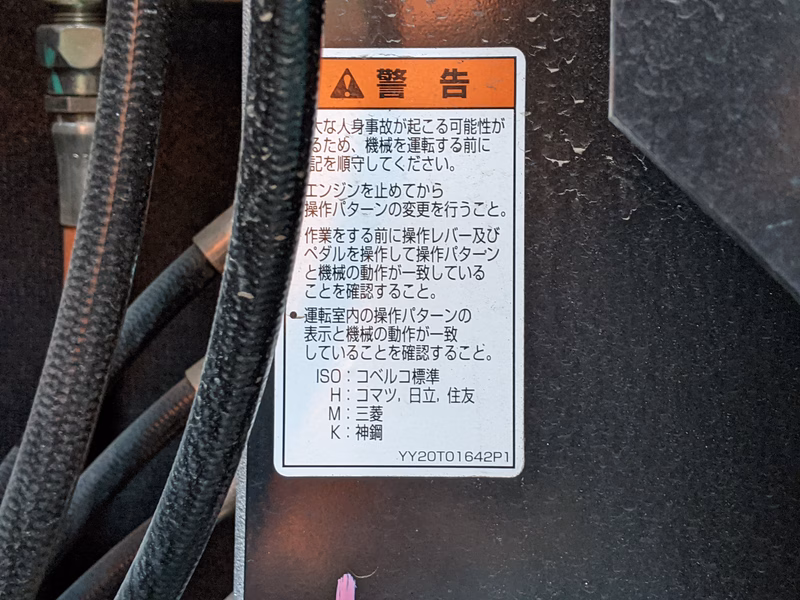 警告
大な人身事故が起こる可能性が
るため、機械を運転する前に
記を順守してください。
エンジンを止めてから
操作パターンの変更を行うこと。
作業をする前に操作レバー及び
ペダルを操作して操作パターン
と機械の動作が一致している
ことを確認すること。
運転室内の操作パターンの
表示と機械の動作が一致
していることを確認すること。
ISO：コベルコ標準
H：コマツ, 日立, 住友
M：三菱
K：神鋼
YY20T01642P1